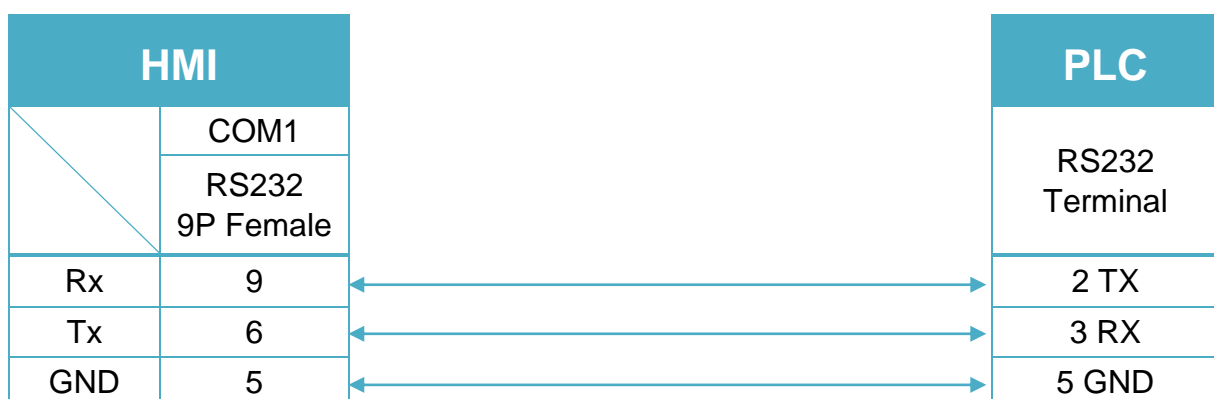 HMI
PLC
COM1
RS232
9P Female
RS232
Terminal
Rx 9 2 TX
Tx 6 3 RX
GND 5 5 GND